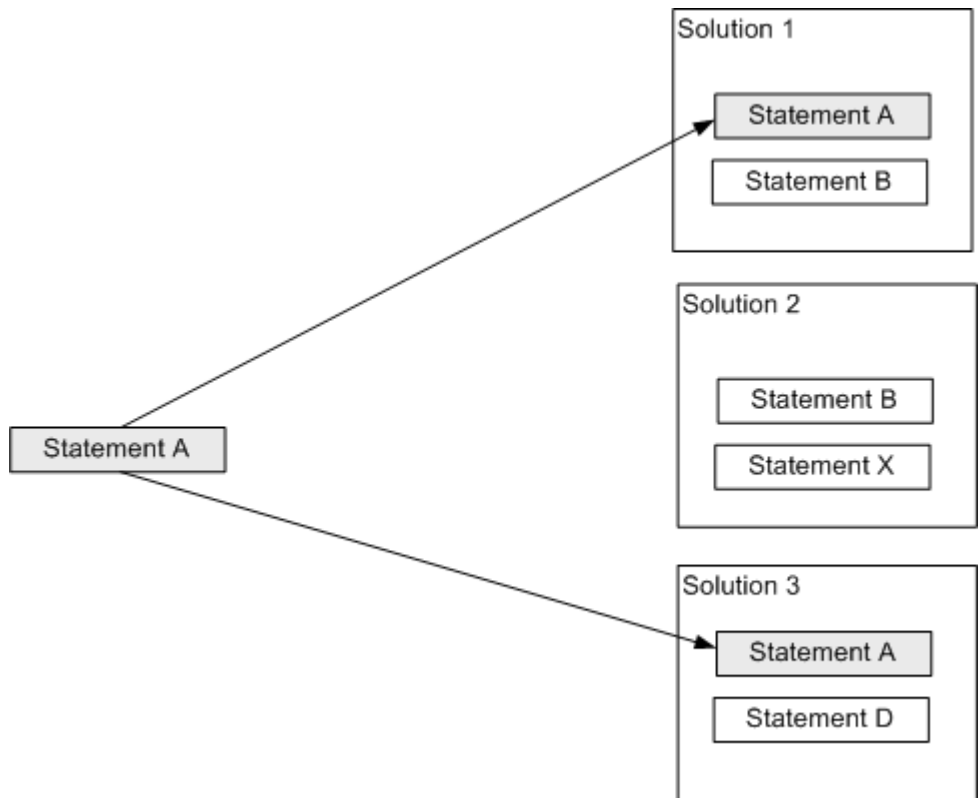 Solution 1
Statement A
Statement B
Solution 2
Statement B
Statement X
Statement A
Solution 3
Statement A
Statement D